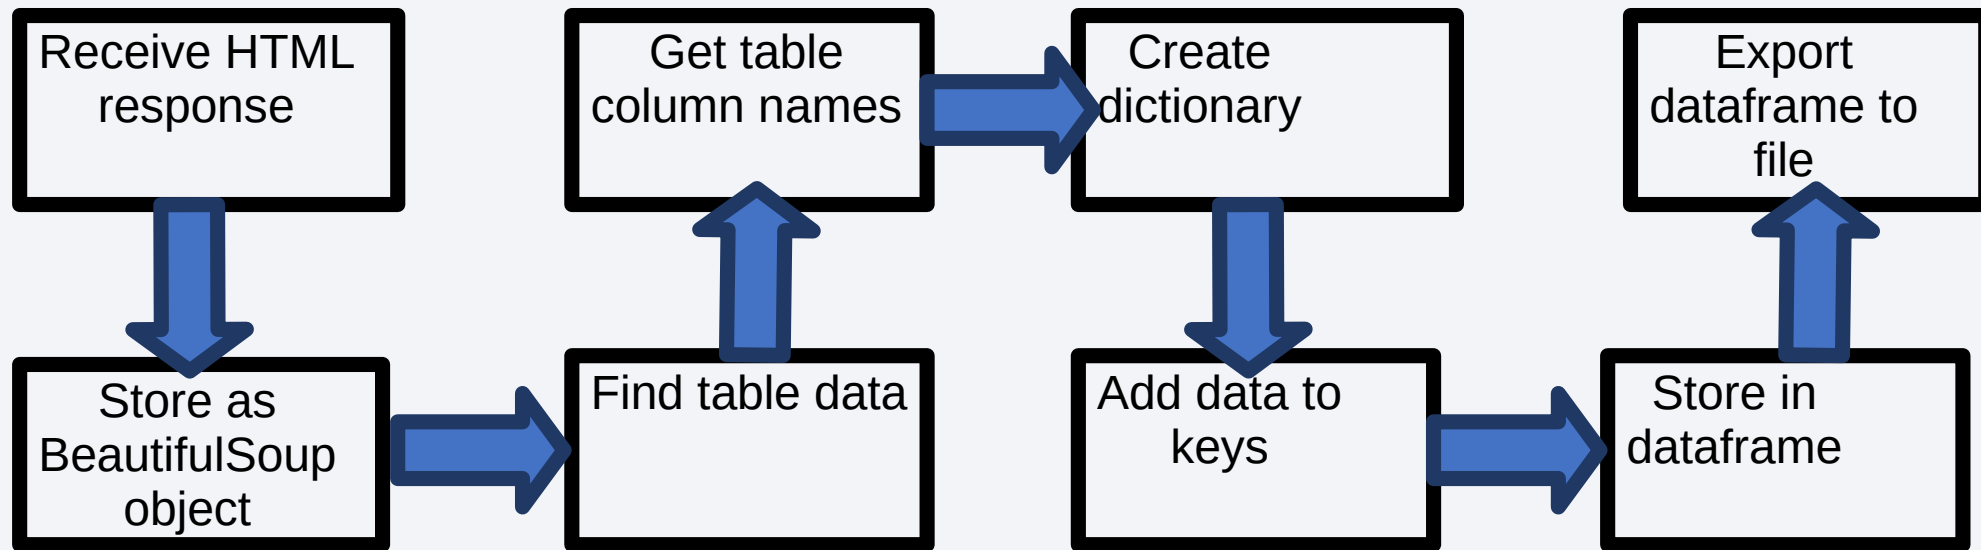 Receive HTML
response
Store as
BeautifulSoup
object
Find table data
Get table
column names
Create
dictionary
Add data to
keys
Store in
dataframe
Export
dataframe to
file